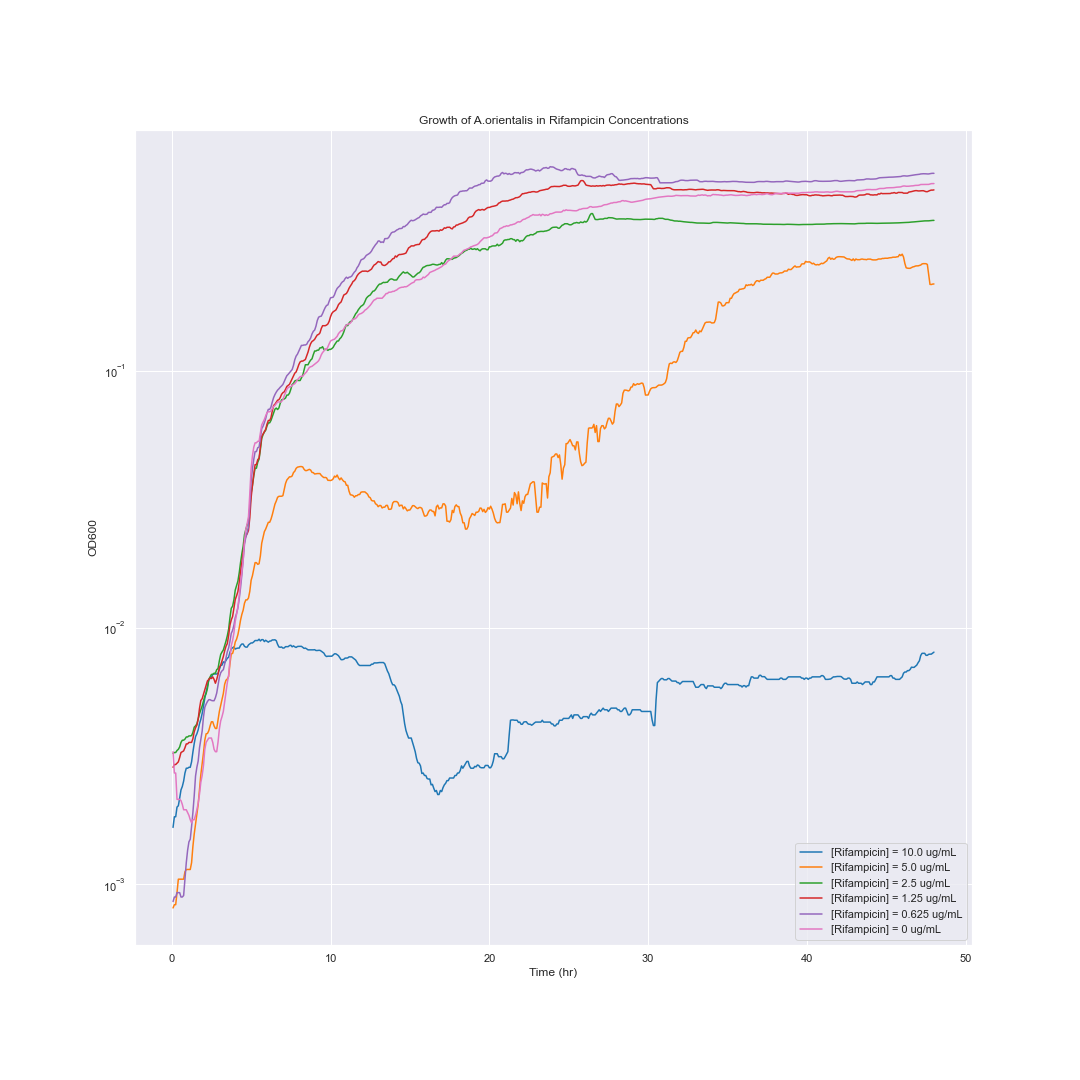 Growth of A.orientalis in Rifampicin Concentrations
OD600
10⁻¹
10⁻²
10⁻³
0 10 20 30 40 50
Time (hr)
[Rifampicin] = 10.0 ug/mL
[Rifampicin] = 5.0 ug/mL
[Rifampicin] = 2.5 ug/mL
[Rifampicin] = 1.25 ug/mL
[Rifampicin] = 0.625 ug/mL
[Rifampicin] = 0 ug/mL